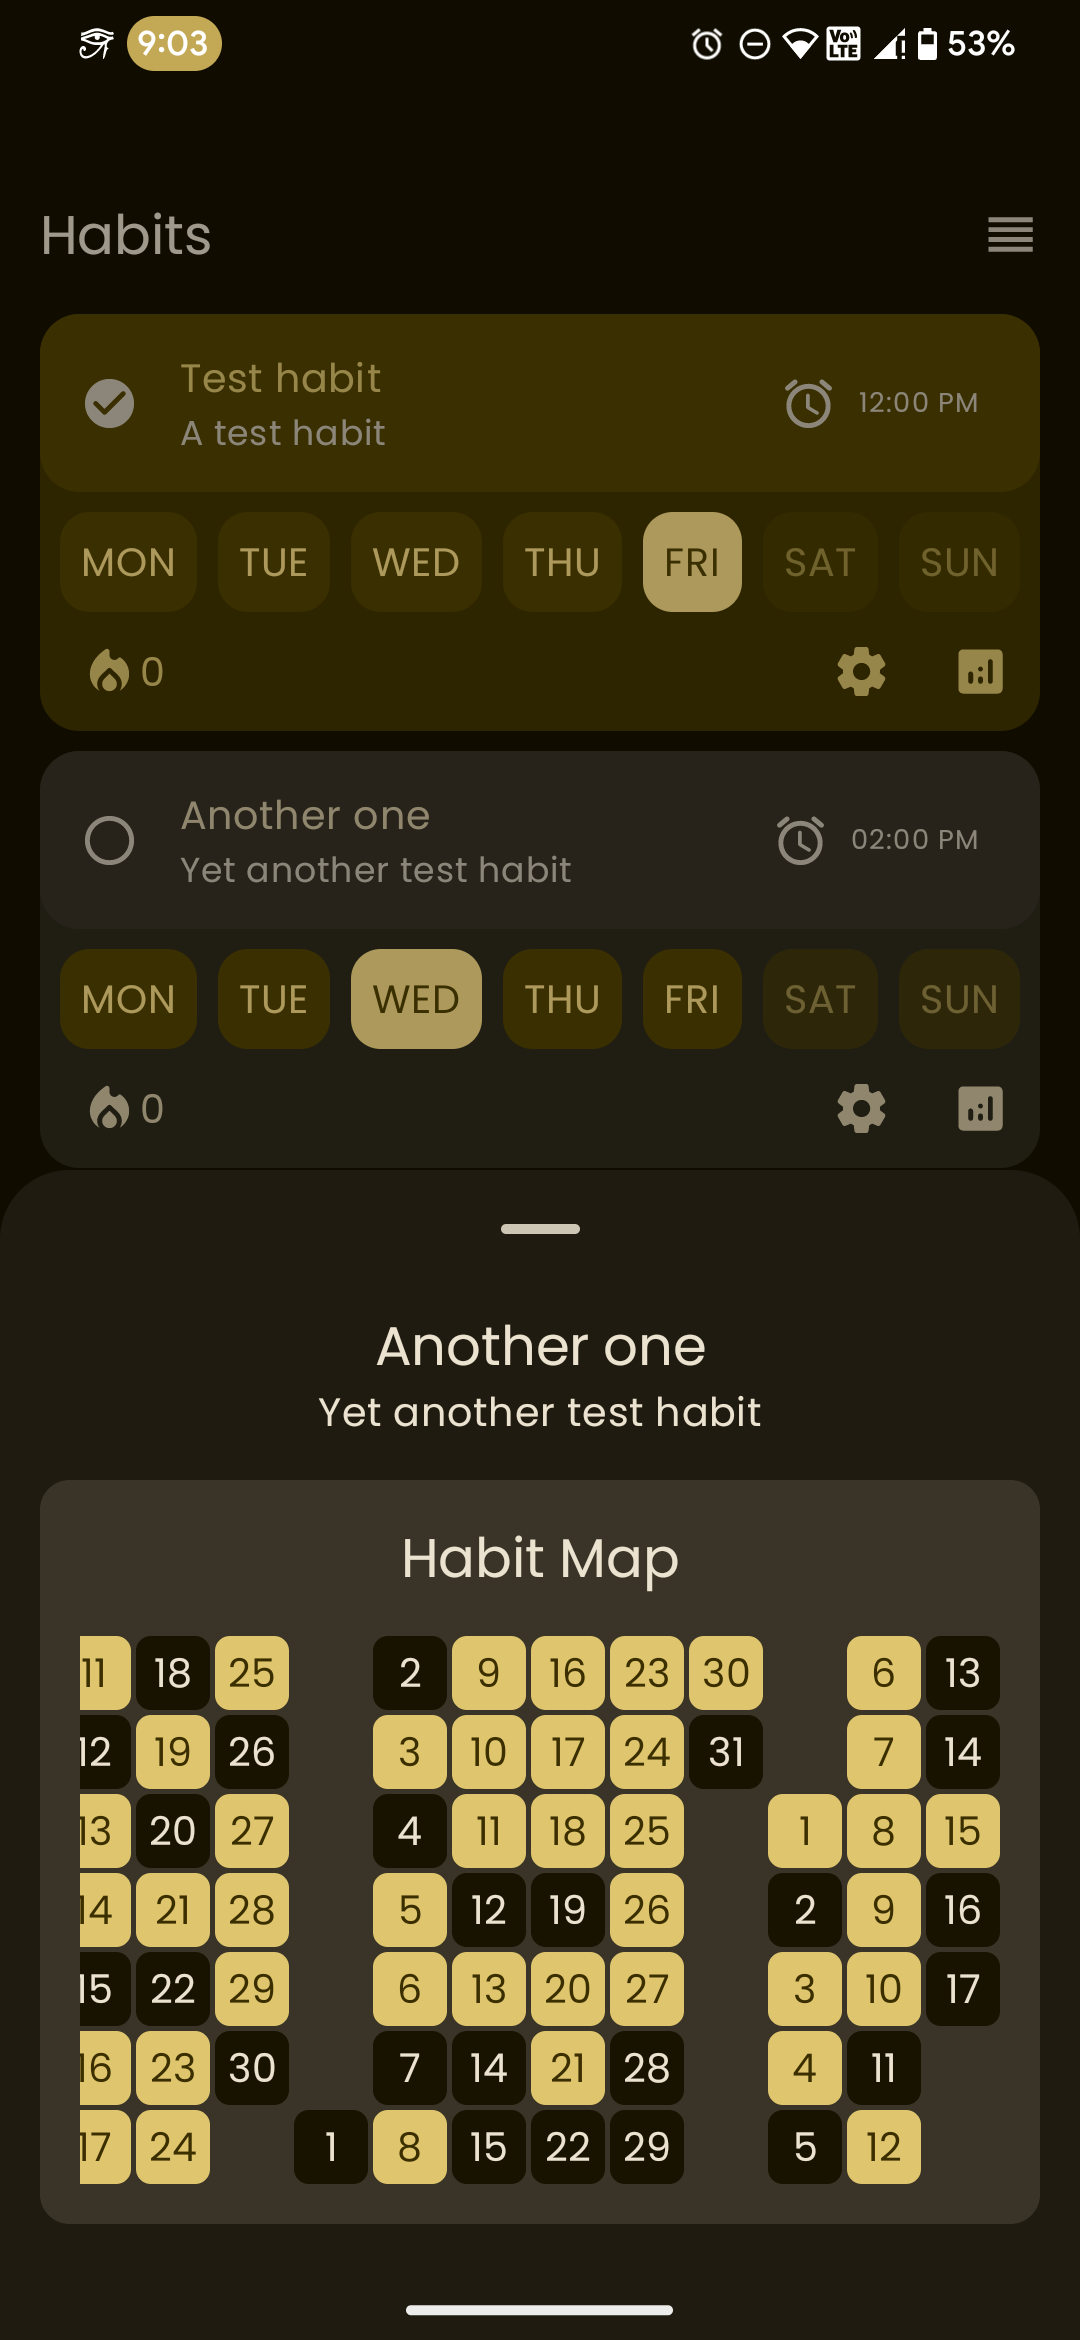 9:03 VoLTE 53%
Habits
Test habit
A test habit
12:00 PM
MON TUE WED THU FRI SAT SUN
0
Another one
Yet another test habit
02:00 PM
MON TUE WED THU FRI SAT SUN
0
Another one
Yet another test habit
Habit Map
11 18 25 2 9 16 23 30 6 13
12 19 26 3 10 17 24 31 7 14
13 20 27 4 11 18 25 1 8 15
14 21 28 5 12 19 26 2 9 16
15 22 29 6 13 20 27 3 10 17
16 23 30 7 14 21 28 4 11
17 24 1 8 15 22 29 5 12